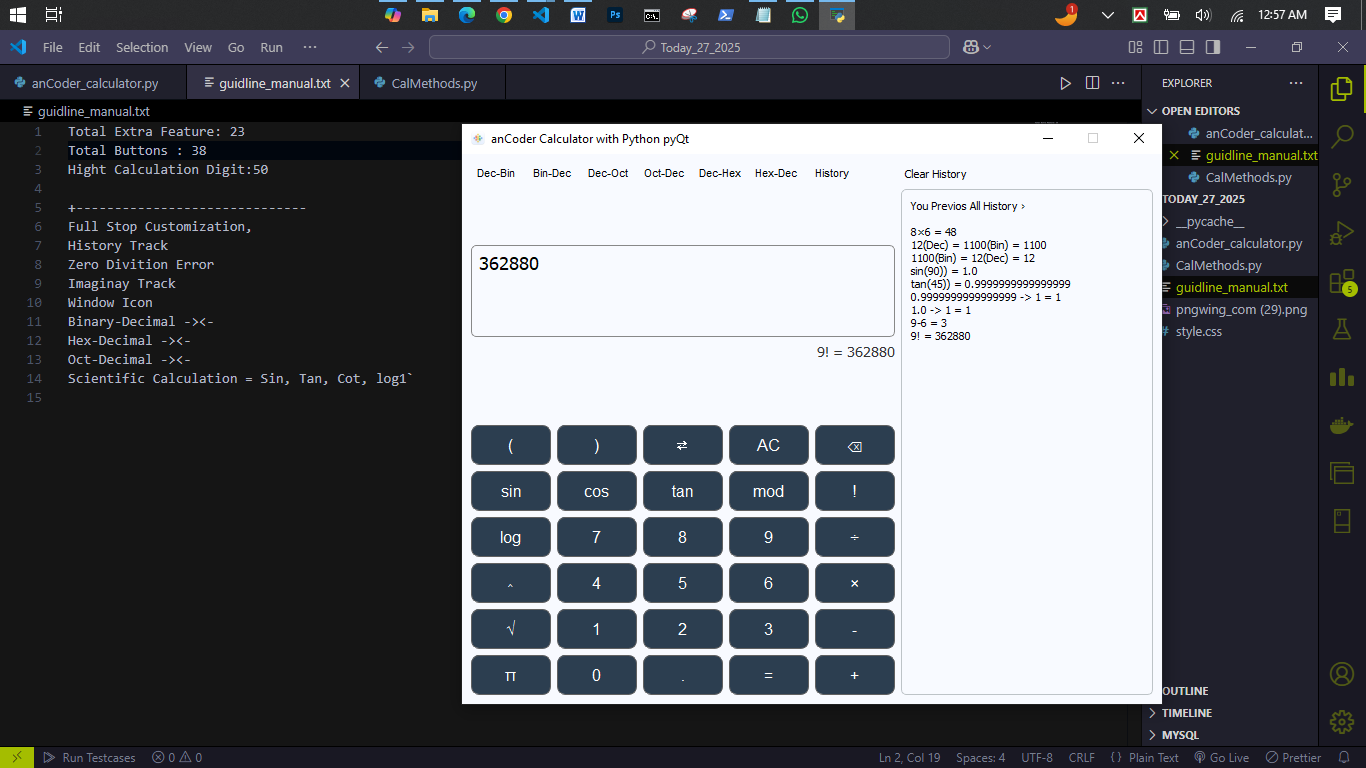 12:57 AM
1
File Edit Selection View Go Run ···
Today_27_2025
anCoder_calculator.py
guidline_manual.txt
CalMethods.py
guidline_manual.txt
1 Total Extra Feature: 23
2 Total Buttons : 38
3 Hight Calculation Digit:50
4
5 +------------------------------
6 Full Stop Customization,
7 History Track
8 Zero Divition Error
9 Imaginay Track
10 Window Icon
11 Binary-Decimal -><-
12 Hex-Decimal -><-
13 Oct-Decimal -><-
14 Scientific Calculation = Sin, Tan, Cot, log1`
15
anCoder Calculator with Python pyQt
Dec-Bin Bin-Dec Dec-Oct Oct-Dec Dec-Hex Hex-Dec History
362880
9! = 362880
( ) ⇄ AC ⌫
sin cos tan mod !
log 7 8 9 ÷
^ 4 5 6 ×
√ 1 2 3 -
π 0 . = +
Clear History
You Previos All History ›
8×6 = 48
12(Dec) = 1100(Bin) = 1100
1100(Bin) = 12(Dec) = 12
sin(90)) = 1.0
tan(45)) = 0.9999999999999999
0.9999999999999999 -> 1 = 1
1.0 -> 1 = 1
9-6 = 3
9! = 362880
EXPLORER
OPEN EDITORS
anCoder_calculat...
guidline_manual.txt
CalMethods.py
TODAY_27_2025
__pycache__
anCoder_calculator.py
CalMethods.py
guidline_manual.txt
pngwing_com (29).png
style.css
OUTLINE
TIMELINE
MYSQL
5
Run Testcases 0 0
Ln 2, Col 19 Spaces: 4 UTF-8 CRLF {} Plain Text Go Live Prettier